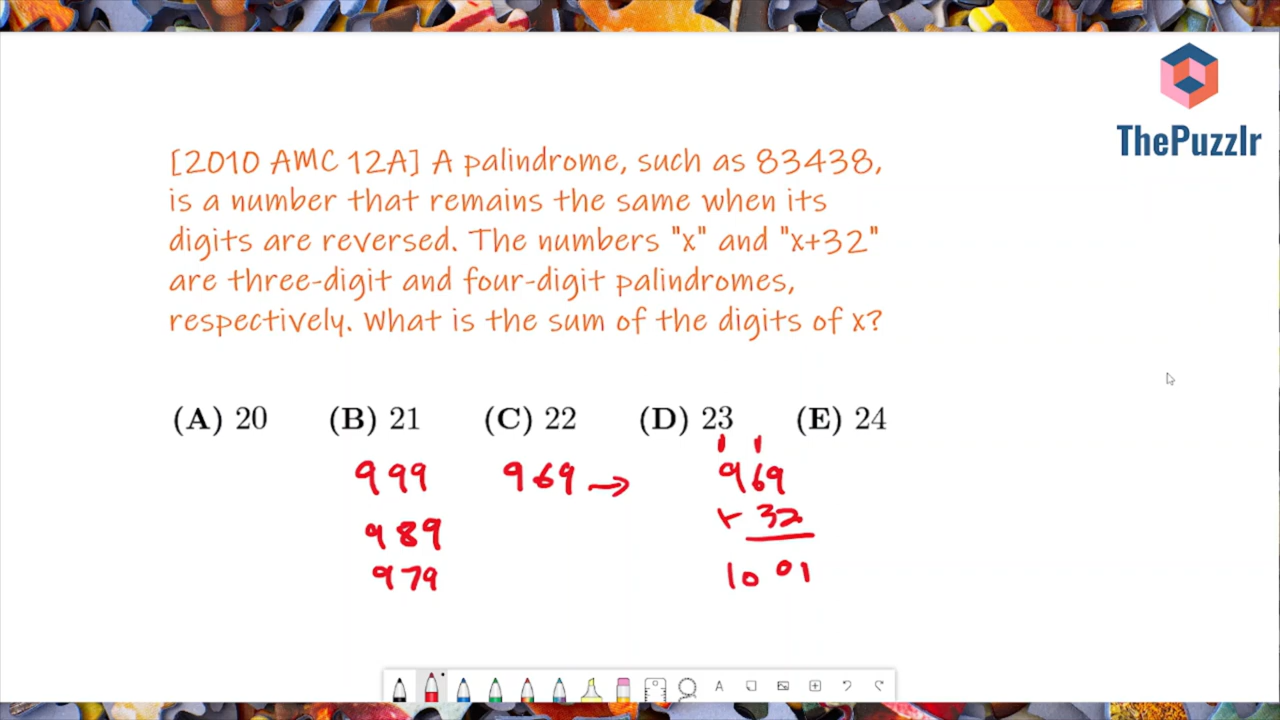 ThePuzzlr
[2010 AMC 12A] A palindrome, such as 83438,
is a number that remains the same when its
digits are reversed. The numbers "x" and "x+32"
are three-digit and four-digit palindromes,
respectively. What is the sum of the digits of x?
(A) 20 (B) 21 (C) 22 (D) 23 (E) 24
1 1
999 969 → 969
989 + 32
979 1001
A